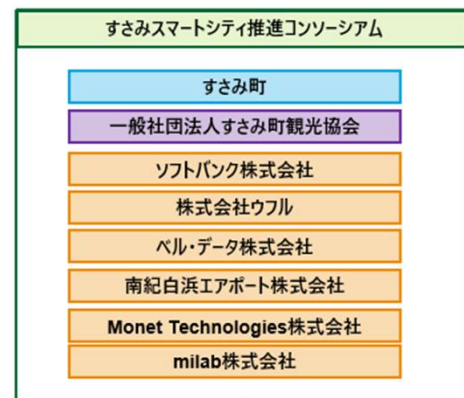 すさみスマートシティ推進コンソーシアム
すさみ町
一般社団法人すさみ町観光協会
ソフトバンク株式会社
株式会社ウフル
ベル・データ株式会社
南紀白浜エアポート株式会社
Monet Technologies株式会社
milab株式会社